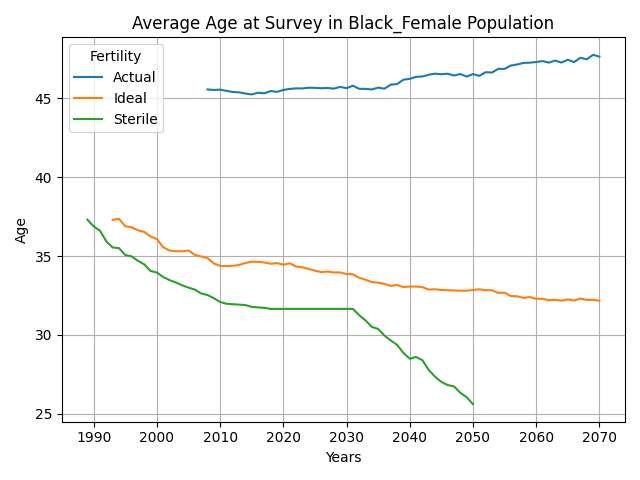 Average Age at Survey in Black_Female Population
Fertility
Actual
Ideal
Sterile
45
40
35
30
25
Age
1990 2000 2010 2020 2030 2040 2050 2060 2070
Years